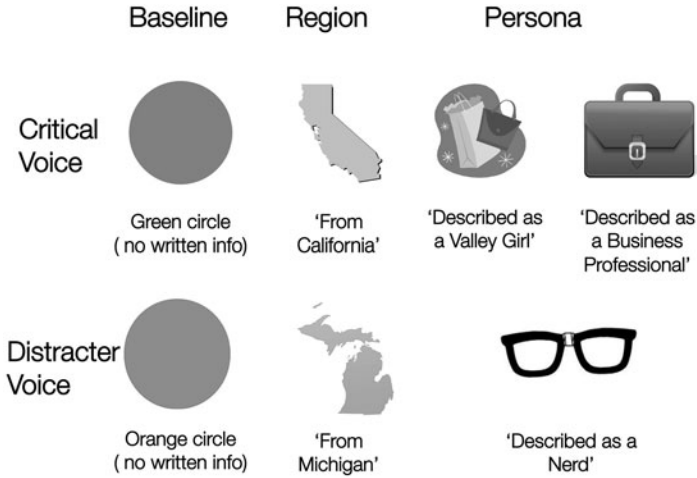 Baseline
Region
Persona
Critical
Voice
Green circle
( no written info)
‘From
California’
‘Described as
a Valley Girl’
‘Described as
a Business
Professional’
Distracter
Voice
Orange circle
( no written info)
‘From
Michigan’
‘Described as a
Nerd’